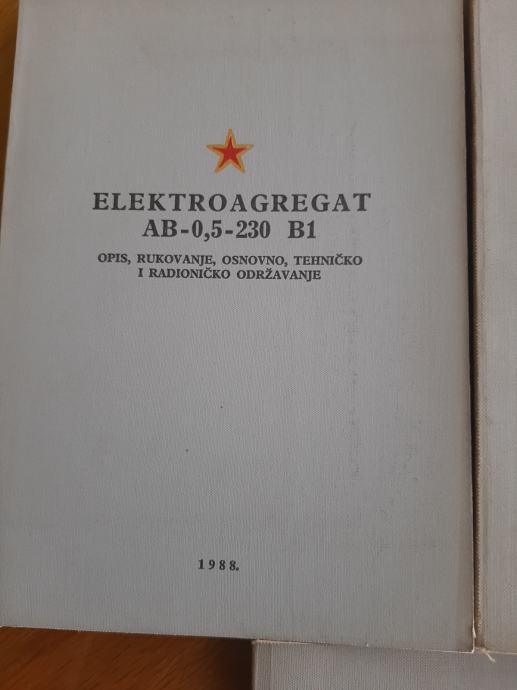 ELEKTROAGREGAT
AB-0,5-230 B1
OPIS, RUKOVANJE, OSNOVNO, TEHNIČKO
I RADIONIČKO ODRŽAVANJE
1988.